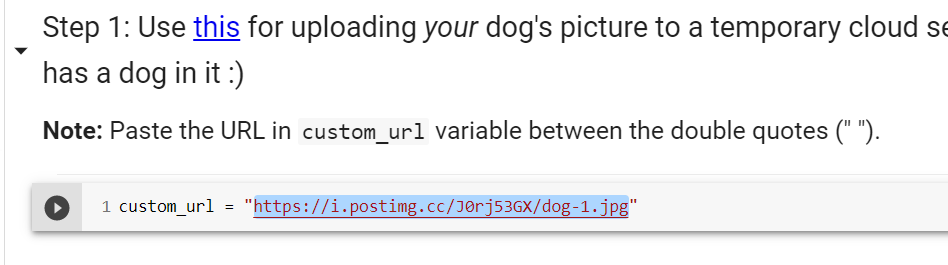 Step 1: Use this for uploading your dog's picture to a temporary cloud
has a dog in it :)
Note: Paste the URL in custom_url variable between the double quotes (" ").
1 custom_url = "https://i.postimg.cc/J0rj53GX/dog-1.jpg"